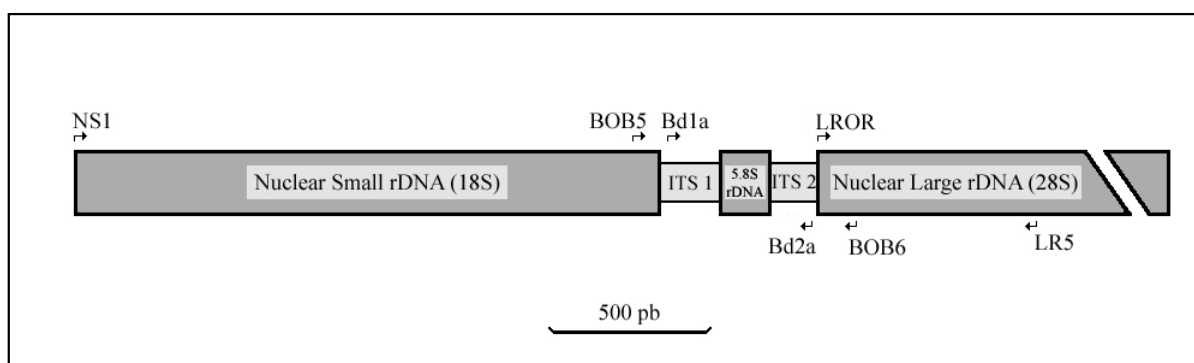 NS1
BOB5
Bd1a
LROR
Nuclear Small rDNA (18S)
ITS 1
5.8S
rDNA
ITS 2
Nuclear Large rDNA (28S)
Bd2a
BOB6
LR5
500 pb